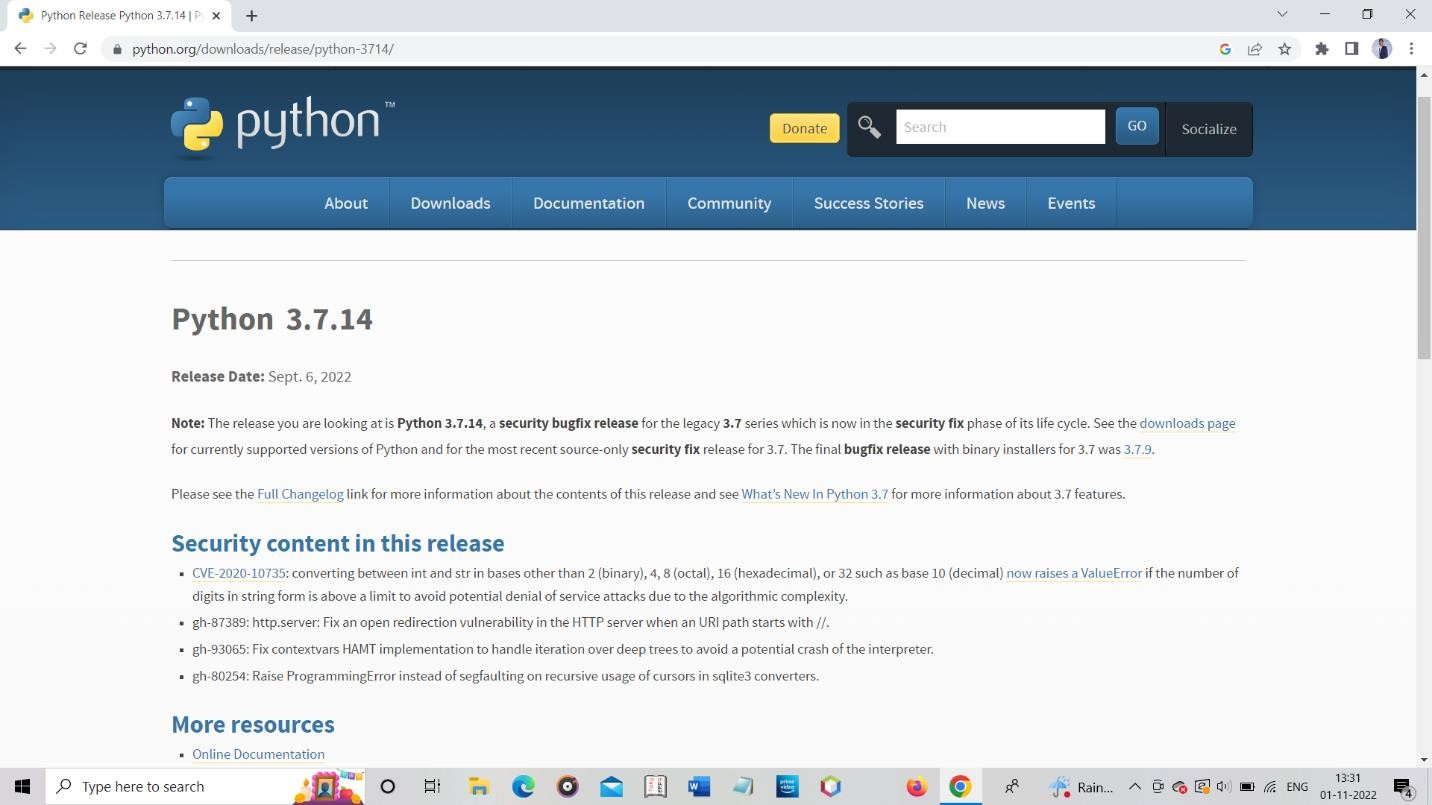 Python Release Python 3.7.14 | P
python.org/downloads/release/python-3714/
python™
Donate
Search
GO
Socialize
About Downloads Documentation Community Success Stories News Events
Python 3.7.14
Release Date: Sept. 6, 2022
Note: The release you are looking at is Python 3.7.14, a security bugfix release for the legacy 3.7 series which is now in the security fix phase of its life cycle. See the downloads page
for currently supported versions of Python and for the most recent source-only security fix release for 3.7. The final bugfix release with binary installers for 3.7 was 3.7.9.
Please see the Full Changelog link for more information about the contents of this release and see What's New In Python 3.7 for more information about 3.7 features.
Security content in this release
▪ CVE-2020-10735: converting between int and str in bases other than 2 (binary), 4, 8 (octal), 16 (hexadecimal), or 32 such as base 10 (decimal) now raises a ValueError if the number of
digits in string form is above a limit to avoid potential denial of service attacks due to the algorithmic complexity.
▪ gh-87389: http.server: Fix an open redirection vulnerability in the HTTP server when an URI path starts with //.
▪ gh-93065: Fix contextvars HAMT implementation to handle iteration over deep trees to avoid a potential crash of the interpreter.
▪ gh-80254: Raise ProgrammingError instead of segfaulting on recursive usage of cursors in sqlite3 converters.
More resources
▪ Online Documentation
Type here to search
prime video
Rain...
ENG
13:31
01-11-2022
4